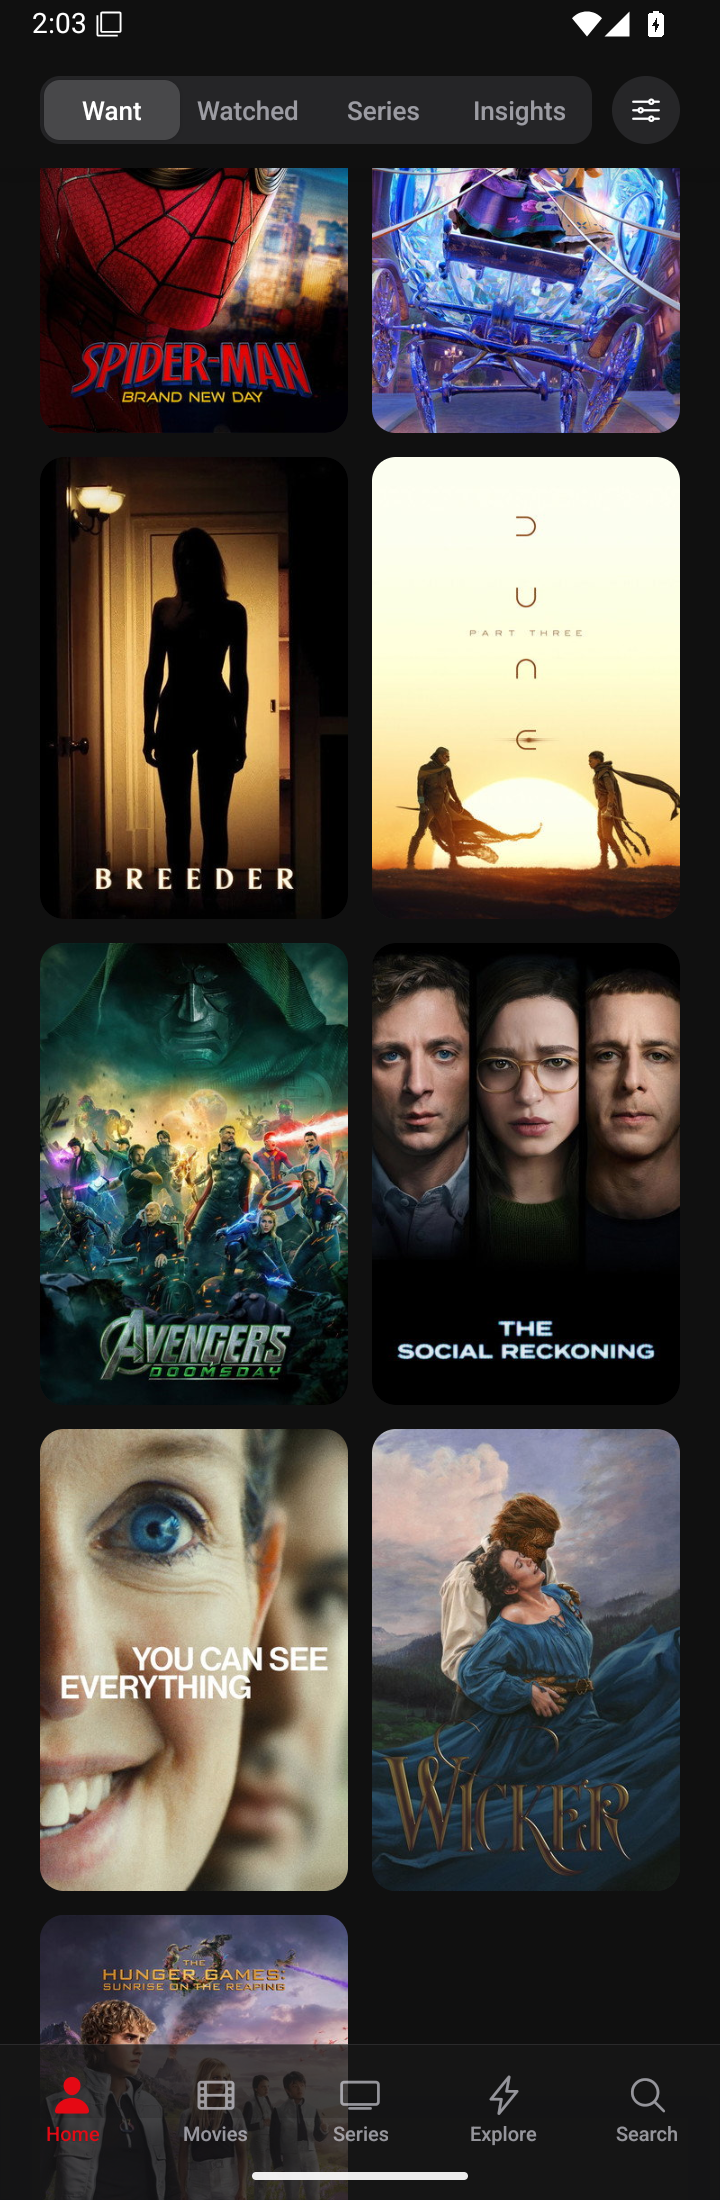 2:03
Want
Watched
Series
Insights
SPIDER-MAN
BRAND NEW DAY
BREEDER
DUNE
PART THREE
AVENGERS
DOOMSDAY
THE
SOCIAL RECKONING
YOU CAN SEE
EVERYTHING
WICKER
THE
HUNGER GAMES:
SUNRISE ON THE REAPING
Home
Movies
Series
Explore
Search